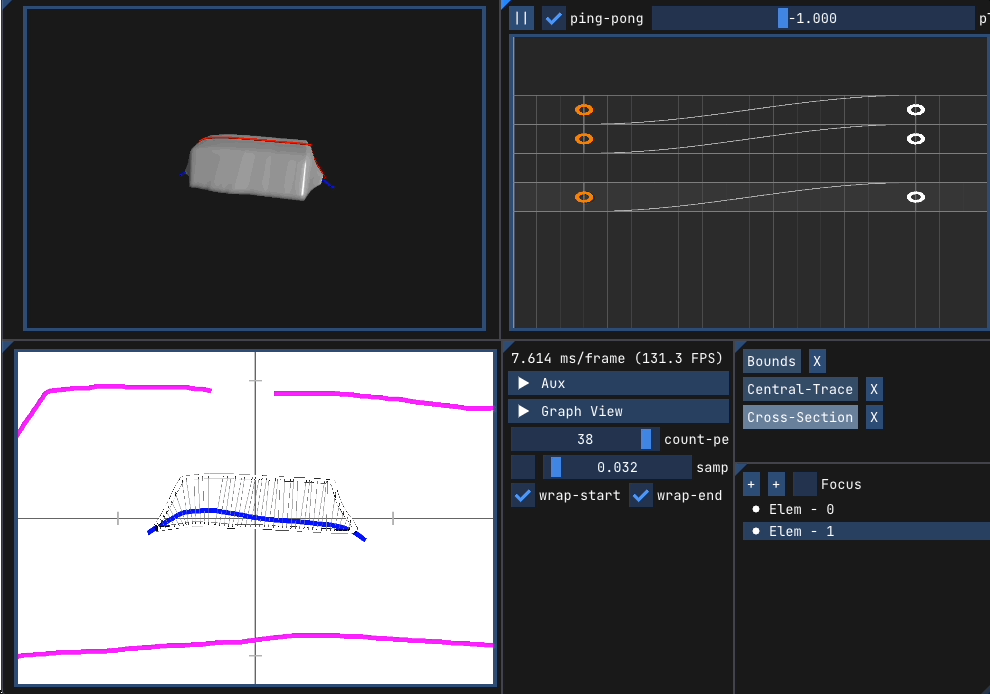 || ping-pong -1.000
7.614 ms/frame (131.3 FPS)
Aux
Graph View
38 count-pe
0.032 samp
wrap-start wrap-end
Bounds X
Central-Trace X
Cross-Section X
+ + Focus
Elem - 0
Elem - 1